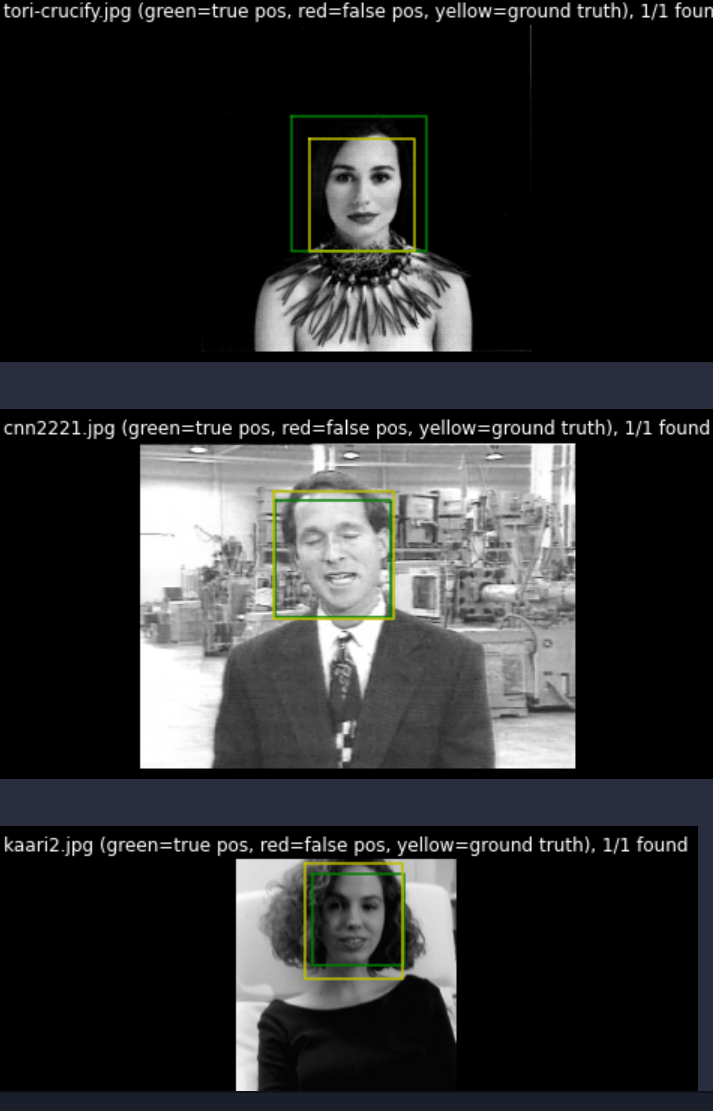 tori-crucify.jpg (green=true pos, red=false pos, yellow=ground truth), 1/1 foun
cnn2221.jpg (green=true pos, red=false pos, yellow=ground truth), 1/1 found
kaari2.jpg (green=true pos, red=false pos, yellow=ground truth), 1/1 found